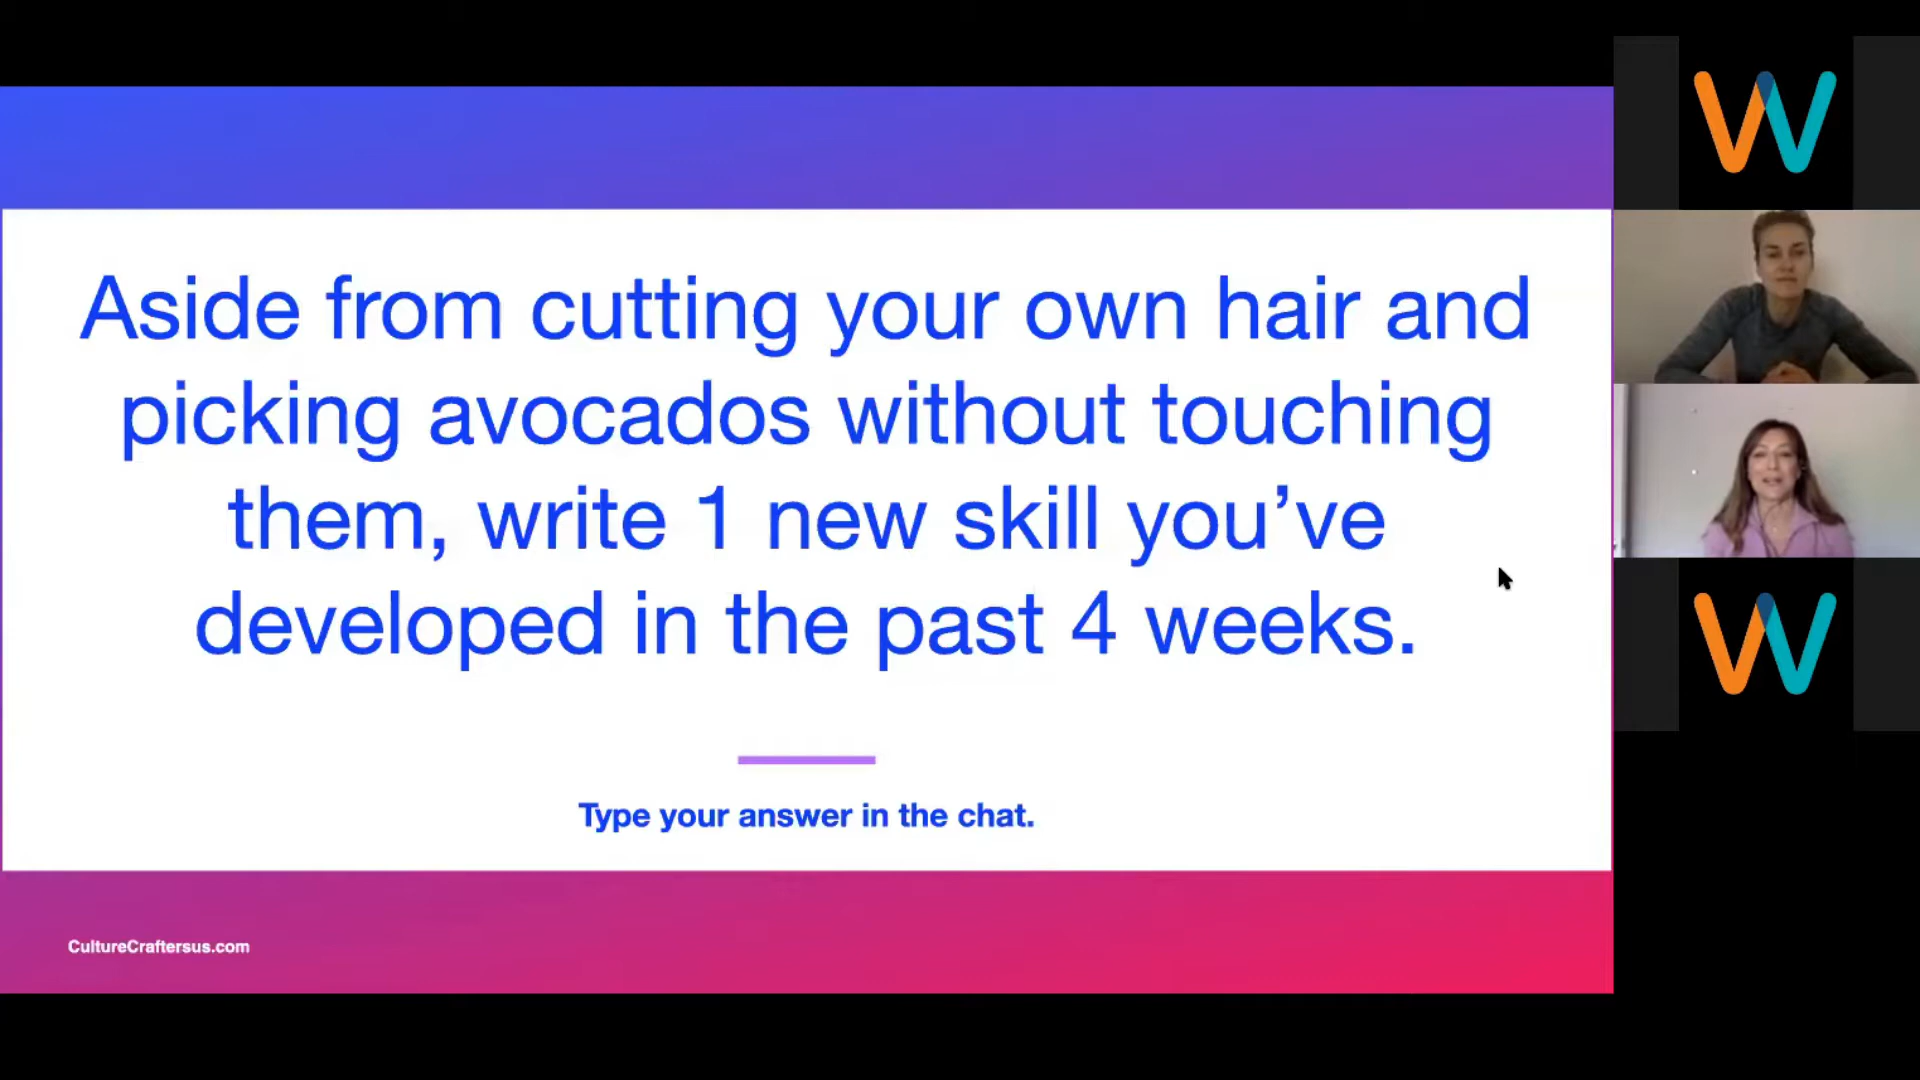 Aside from cutting your own hair and
picking avocados without touching
them, write 1 new skill you’ve
developed in the past 4 weeks.
Type your answer in the chat.
CultureCraftersus.com